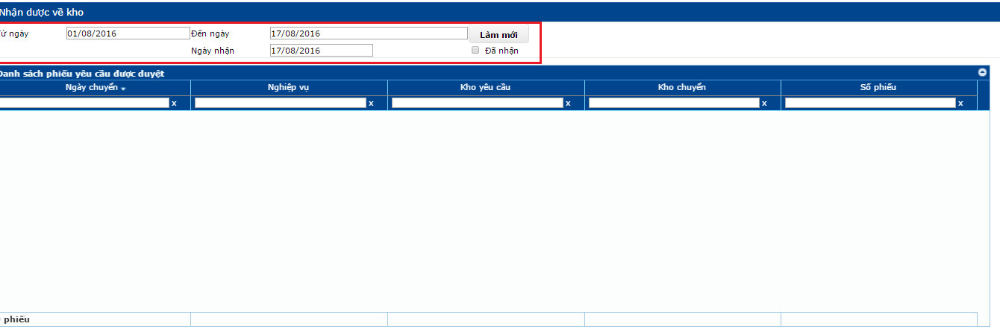 Nhận dược về kho
Từ ngày 01/08/2016 Đến ngày 17/08/2016 Làm mới
Ngày nhận 17/08/2016 Đã nhận
Danh sách phiếu yêu cầu được duyệt
Ngày chuyển Nghiệp vụ Kho yêu cầu Kho chuyển Số phiếu
x x x x x
phiếu